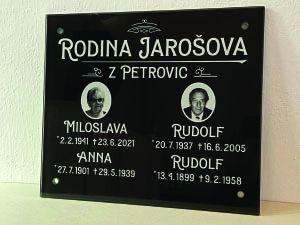 RODINA JAROŠOVA
Z PETROVIC
MILOSLAVA RUDOLF
*2.2.1941 †23.6.2021 *20.7.1937 †16.6.2005
ANNA RUDOLF
*27.7.1901 †29.5.1939 *13.4.1899 †9.2.1958